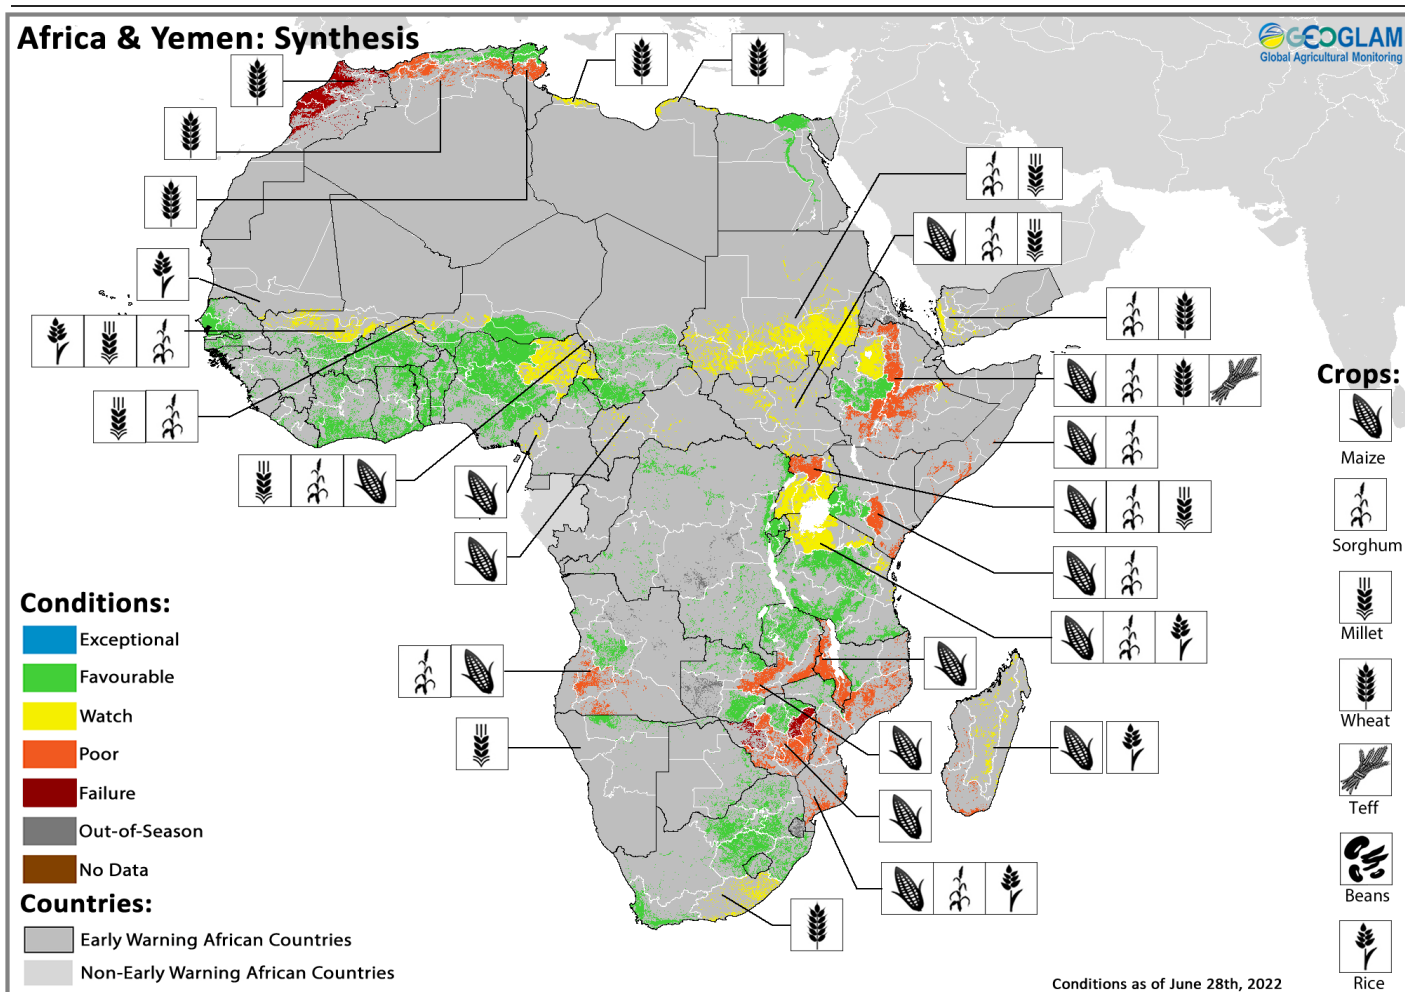 Africa & Yemen: Synthesis
GEOGLAM
Global Agricultural Monitoring
Crops:
Maize
Sorghum
Millet
Wheat
Teff
Beans
Rice
Conditions:
Exceptional
Favourable
Watch
Poor
Failure
Out-of-Season
No Data
Countries:
Early Warning African Countries
Non-Early Warning African Countries
Conditions as of June 28th, 2022